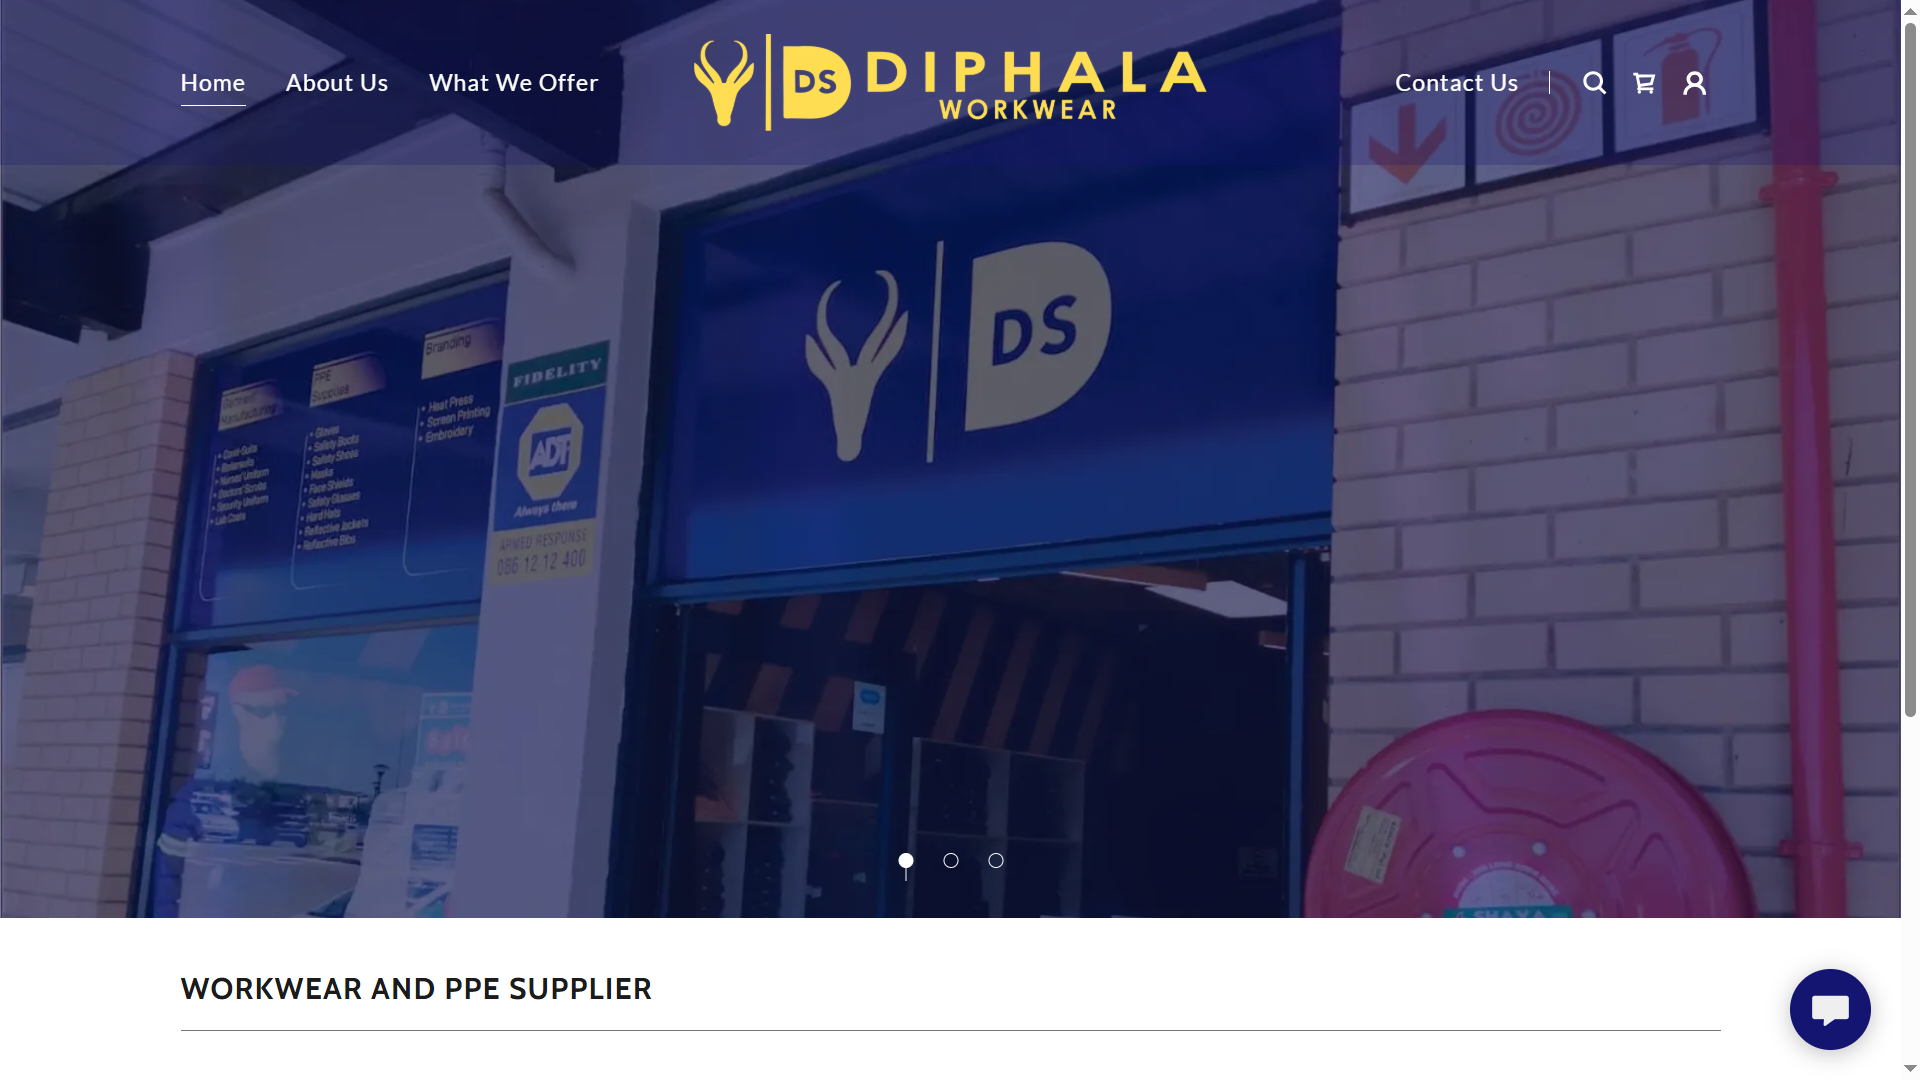 Home
About Us
What We Offer
DS
DIPHALA
WORKWEAR
Contact Us
DS
Branding
• Heat Press
• Screen Printing
• Embroidery
PPE
Supplies
• Gloves
• Safety Boots
• Safety Shoes
• Masks
• Face Shields
• Safety Glasses
• Hard Hats
• Reflective Jackets
• Reflective Bibs
Garment
Manufacturing
• Nurses' Uniform
• Doctors' Scrubs
• Security Uniform
• Lab Coats
FIDELITY
ADT
Always there
ARMED RESPONSE
086 12 12 400
WORKWEAR AND PPE SUPPLIER